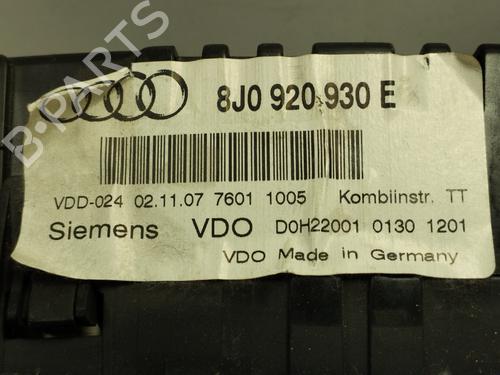 8J0 920 930 E
VDD-024 02.11.07 7601 1005 Kombiinstr. TT
Siemens VDO D0H22001 0130 1201
VDO Made in Germany
B-PARTS